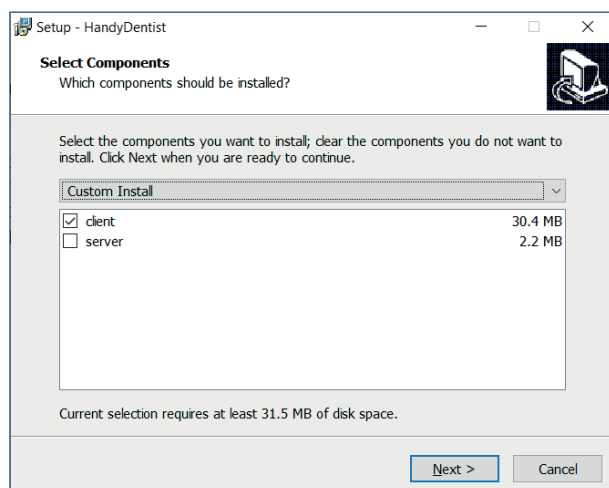 Setup - HandyDentist
Select Components
Which components should be installed?
Select the components you want to install; clear the components you do not want to
install. Click Next when you are ready to continue.
Custom Install
client 30.4 MB
server 2.2 MB
Current selection requires at least 31.5 MB of disk space.
Next > Cancel